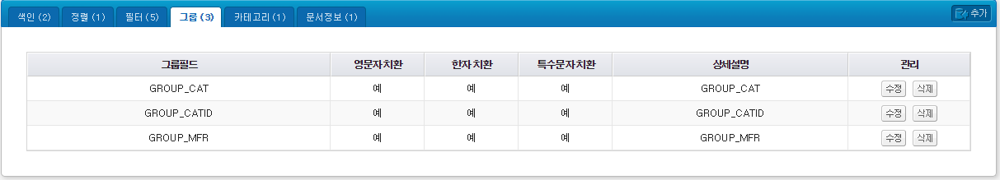 색인 (2) 정렬 (1) 필터 (5) 그룹 (3) 카테고리 (1) 문서정보 (1) 추가
그룹필드 영문자치환 한자 치환 특수문자치환 상세설명 관리
GROUP_CAT 예 예 예 GROUP_CAT 수정 삭제
GROUP_CATID 예 예 예 GROUP_CATID 수정 삭제
GROUP_MFR 예 예 예 GROUP_MFR 수정 삭제